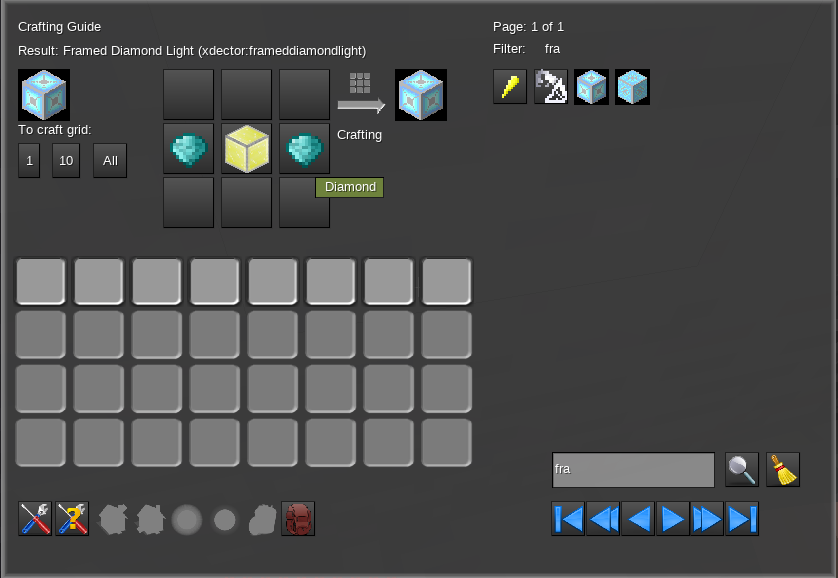 Crafting Guide
Result: Framed Diamond Light (xdector:frameddiamondlight)
To craft grid:
1 10 All
Crafting
Diamond
Page: 1 of 1
Filter: fra
fra
?